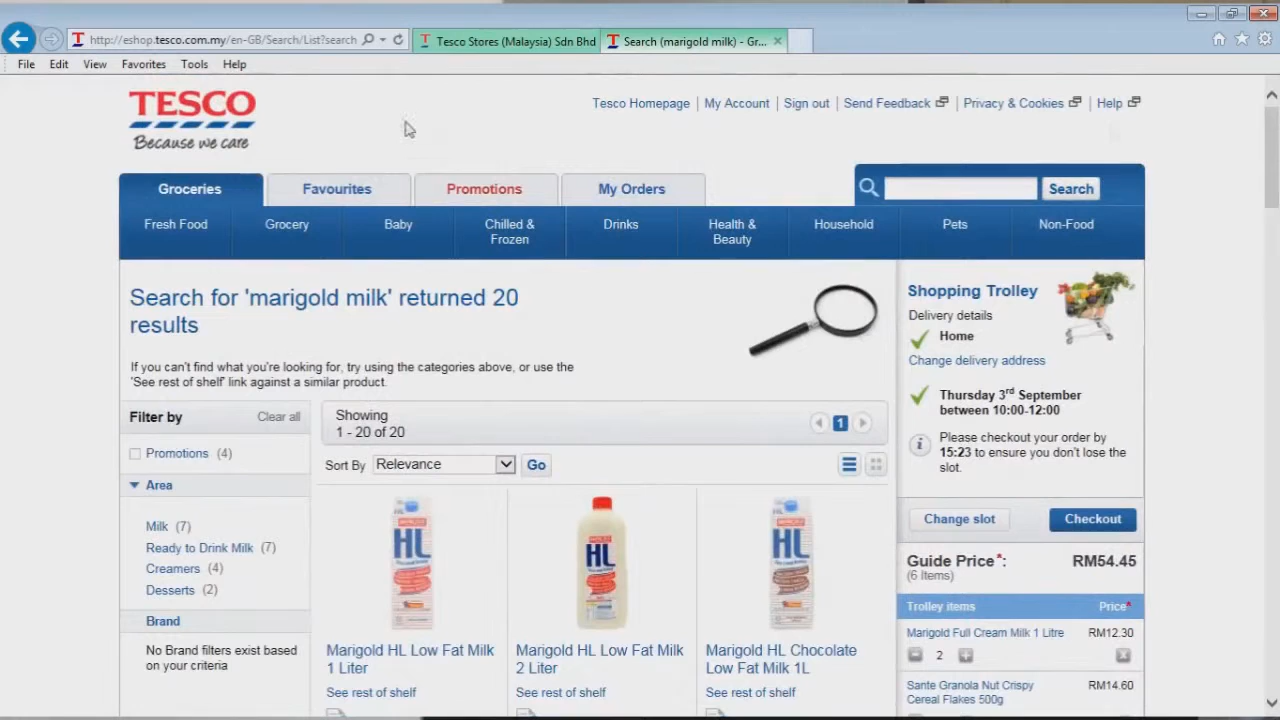 http://eshop.tesco.com.my/en-GB/Search/List?search
Tesco Stores (Malaysia) Sdn Bhd
Search (marigold milk) - Gr...
File Edit View Favorites Tools Help
TESCO
Because we care
Tesco Homepage | My Account | Sign out | Send Feedback | Privacy & Cookies | Help
Groceries
Favourites
Promotions
My Orders
Search
Fresh Food
Grocery
Baby
Chilled &
Frozen
Drinks
Health &
Beauty
Household
Pets
Non-Food
Search for 'marigold milk' returned 20
results
If you can't find what you're looking for, try using the categories above, or use the
'See rest of shelf' link against a similar product.
Filter by
Clear all
Promotions (4)
Area
Milk (7)
Ready to Drink Milk (7)
Creamers (4)
Desserts (2)
Brand
No Brand filters exist based
on your criteria
Showing
1 - 20 of 20
1
Sort By
Relevance
Go
HL
HL
HL
Marigold HL Low Fat Milk
1 Liter
See rest of shelf
Marigold HL Low Fat Milk
2 Liter
See rest of shelf
Marigold HL Chocolate
Low Fat Milk 1L
See rest of shelf
Shopping Trolley
Delivery details
Home
Change delivery address
Thursday 3rd September
between 10:00-12:00
Please checkout your order by
15:23 to ensure you don't lose the
slot.
Change slot
Checkout
Guide Price*:
RM54.45
(6 Items)
Trolley items
Price*
Marigold Full Cream Milk 1 Litre
RM12.30
2
Sante Granola Nut Crispy
Cereal Flakes 500g
RM14.60